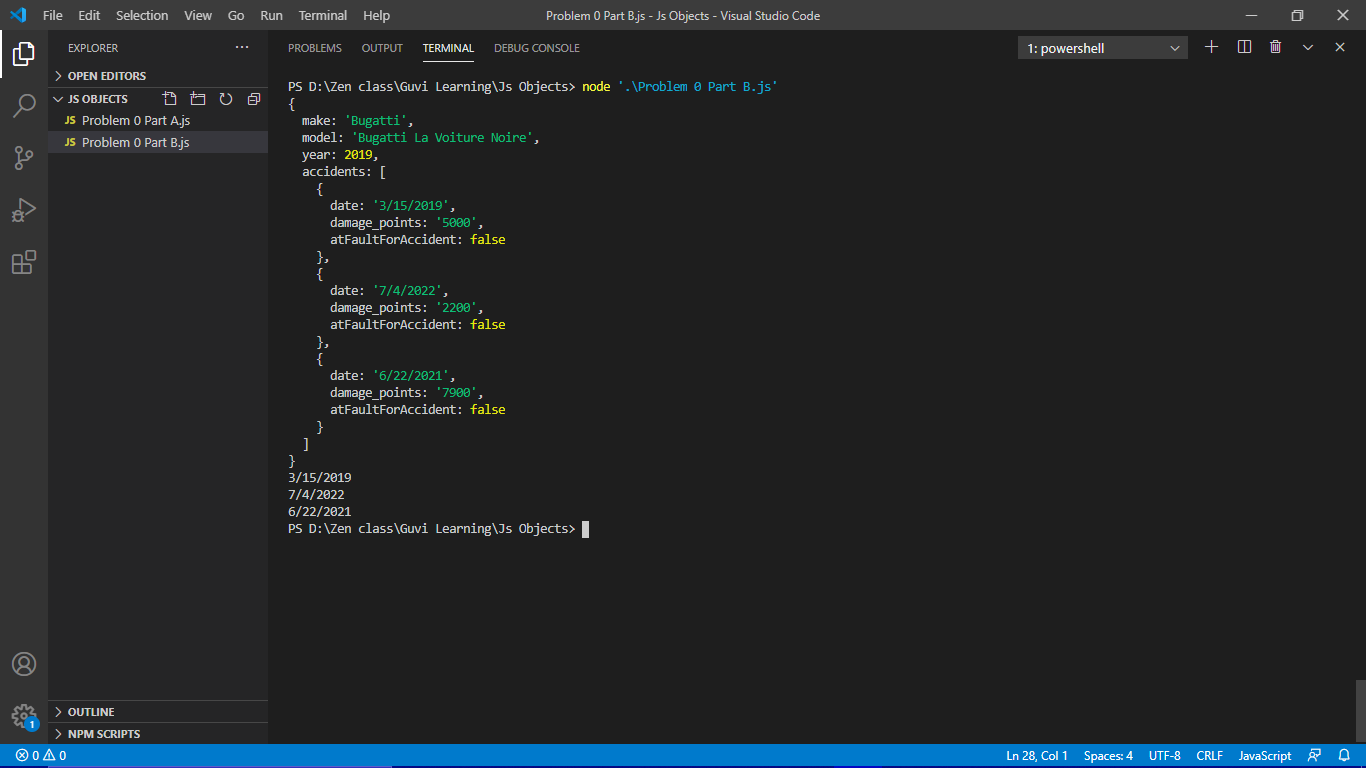 File Edit Selection View Go Run Terminal Help
Problem 0 Part B.js - Js Objects - Visual Studio Code
EXPLORER
OPEN EDITORS
JS OBJECTS
JS Problem 0 Part A.js
JS Problem 0 Part B.js
OUTLINE
NPM SCRIPTS
PROBLEMS OUTPUT TERMINAL DEBUG CONSOLE
1: powershell
PS D:\Zen class\Guvi Learning\Js Objects> node '.\Problem 0 Part B.js'
{
  make: 'Bugatti',
  model: 'Bugatti La Voiture Noire',
  year: 2019,
  accidents: [
    {
      date: '3/15/2019',
      damage_points: '5000',
      atFaultForAccident: false
    },
    {
      date: '7/4/2022',
      damage_points: '2200',
      atFaultForAccident: false
    },
    {
      date: '6/22/2021',
      damage_points: '7900',
      atFaultForAccident: false
    }
  ]
}
3/15/2019
7/4/2022
6/22/2021
PS D:\Zen class\Guvi Learning\Js Objects>
1
0 0 Ln 28, Col 1 Spaces: 4 UTF-8 CRLF JavaScript